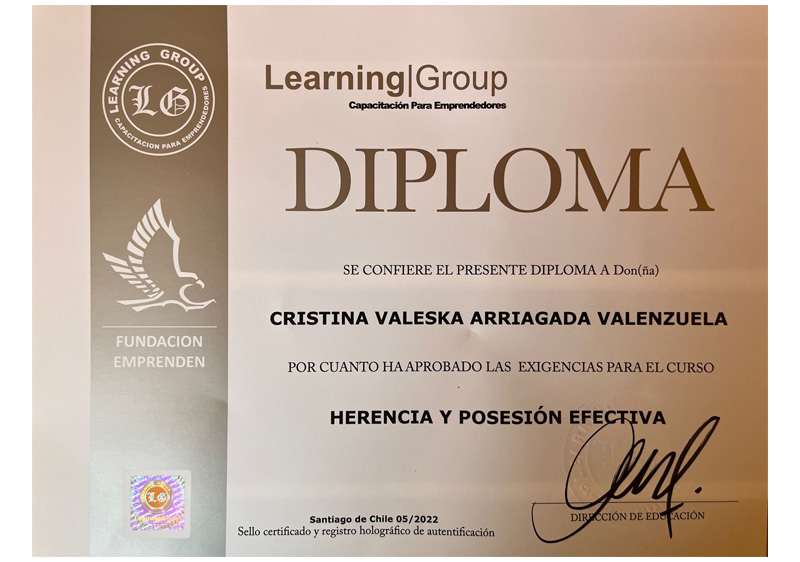 LEARNING GROUP
LG
CAPACITACION PARA EMPRENDEDORES
FUNDACION
EMPRENDEN
LG
Learning|Group
Capacitación Para Emprendedores
DIPLOMA
SE CONFIERE EL PRESENTE DIPLOMA A Don(ña)
CRISTINA VALESKA ARRIAGADA VALENZUELA
POR CUANTO HA APROBADO LAS EXIGENCIAS PARA EL CURSO
HERENCIA Y POSESIÓN EFECTIVA
DIRECCIÓN DE EDUCACIÓN
Santiago de Chile 05/2022
Sello certificado y registro holográfico de autentificación